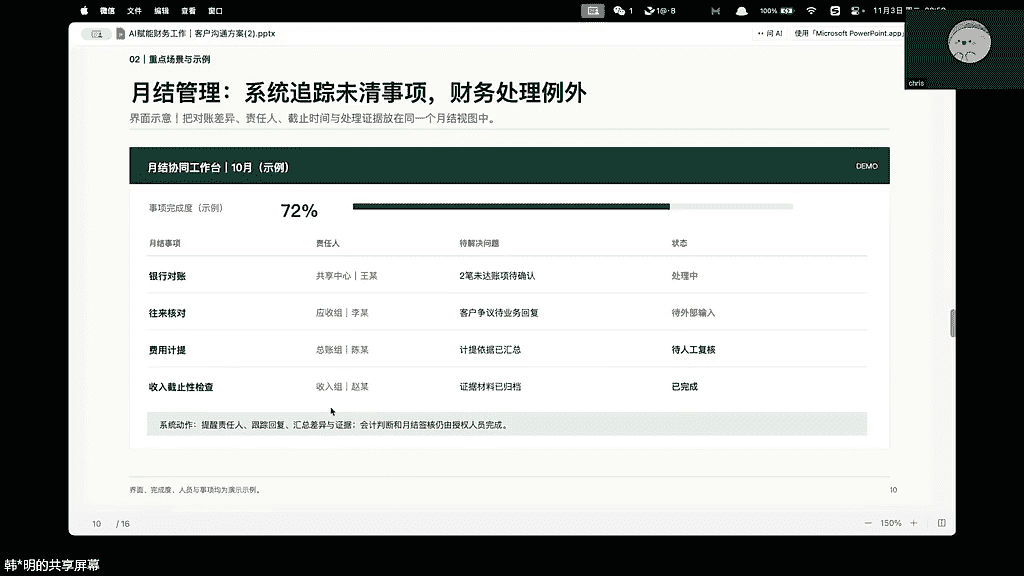 微信 文件 编辑 查看 窗口
1 1@·8 100% 11月3日
AI赋能财务工作｜客户沟通方案(2).pptx
问 AI 使用「Microsoft PowerPoint.app
chris
02｜重点场景与示例
月结管理：系统追踪未清事项，财务处理例外
界面示意｜把对账差异、责任人、截止时间与处理证据放在同一个月结视图中。
月结协同工作台｜10月（示例） DEMO
事项完成度（示例） 72%
月结事项 责任人 待解决问题 状态
银行对账 共享中心｜王某 2笔未达账项待确认 处理中
往来核对 应收组｜李某 客户争议待业务回复 待外部输入
费用计提 总账组｜陈某 计提依据已汇总 待人工复核
收入截止性检查 收入组｜赵某 证据材料已归档 已完成
系统动作：提醒责任人、跟踪回复、汇总差异与证据；会计判断和月结签核仍由授权人员完成。
界面、完成度、人员与事项均为演示示例。 10
10 / 16 150%
韩*明的共享屏幕